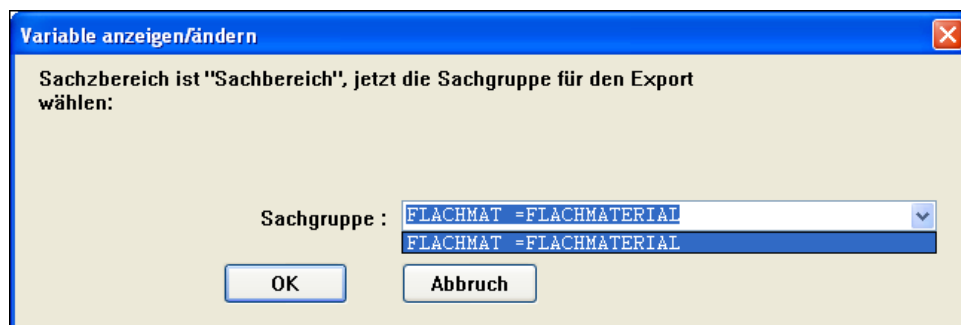 Variable anzeigen/ändern
Sachzbereich ist "Sachbereich", jetzt die Sachgruppe für den Export
wählen:
Sachgruppe : FLACHMAT =FLACHMATERIAL
FLACHMAT =FLACHMATERIAL
OK Abbruch